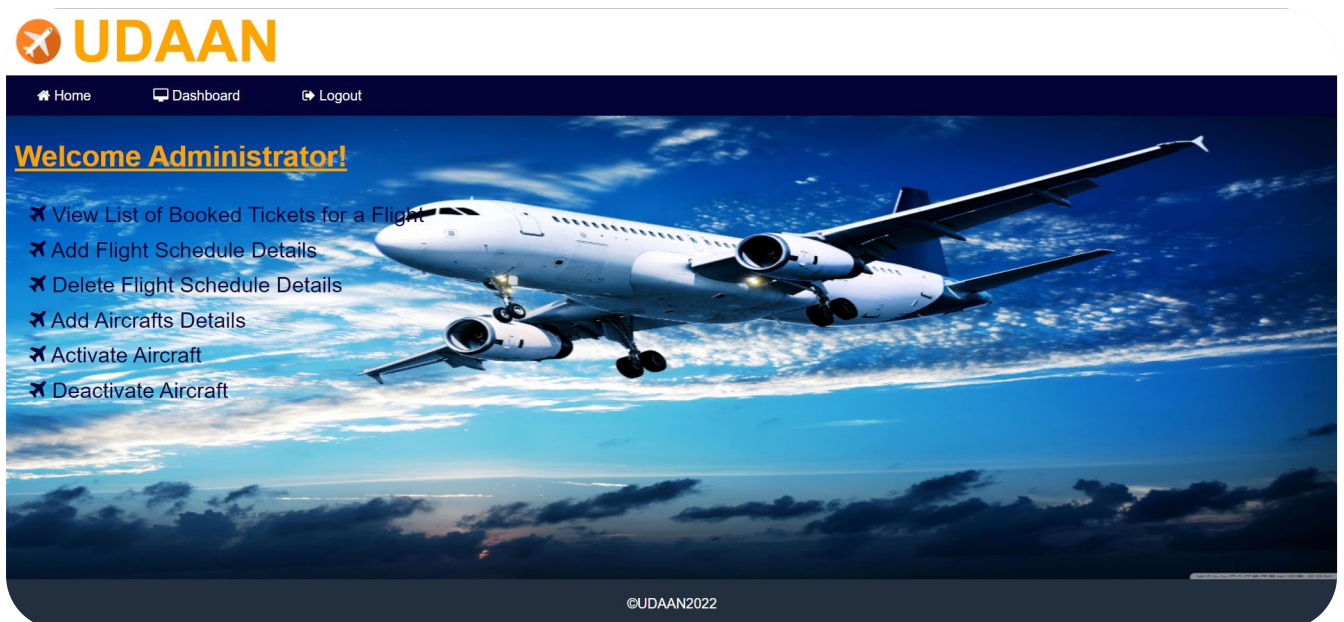 UDAAN
Home Dashboard Logout
Welcome Administrator!
View List of Booked Tickets for a Flight
Add Flight Schedule Details
Delete Flight Schedule Details
Add Aircrafts Details
Activate Aircraft
Deactivate Aircraft
©UDAAN2022